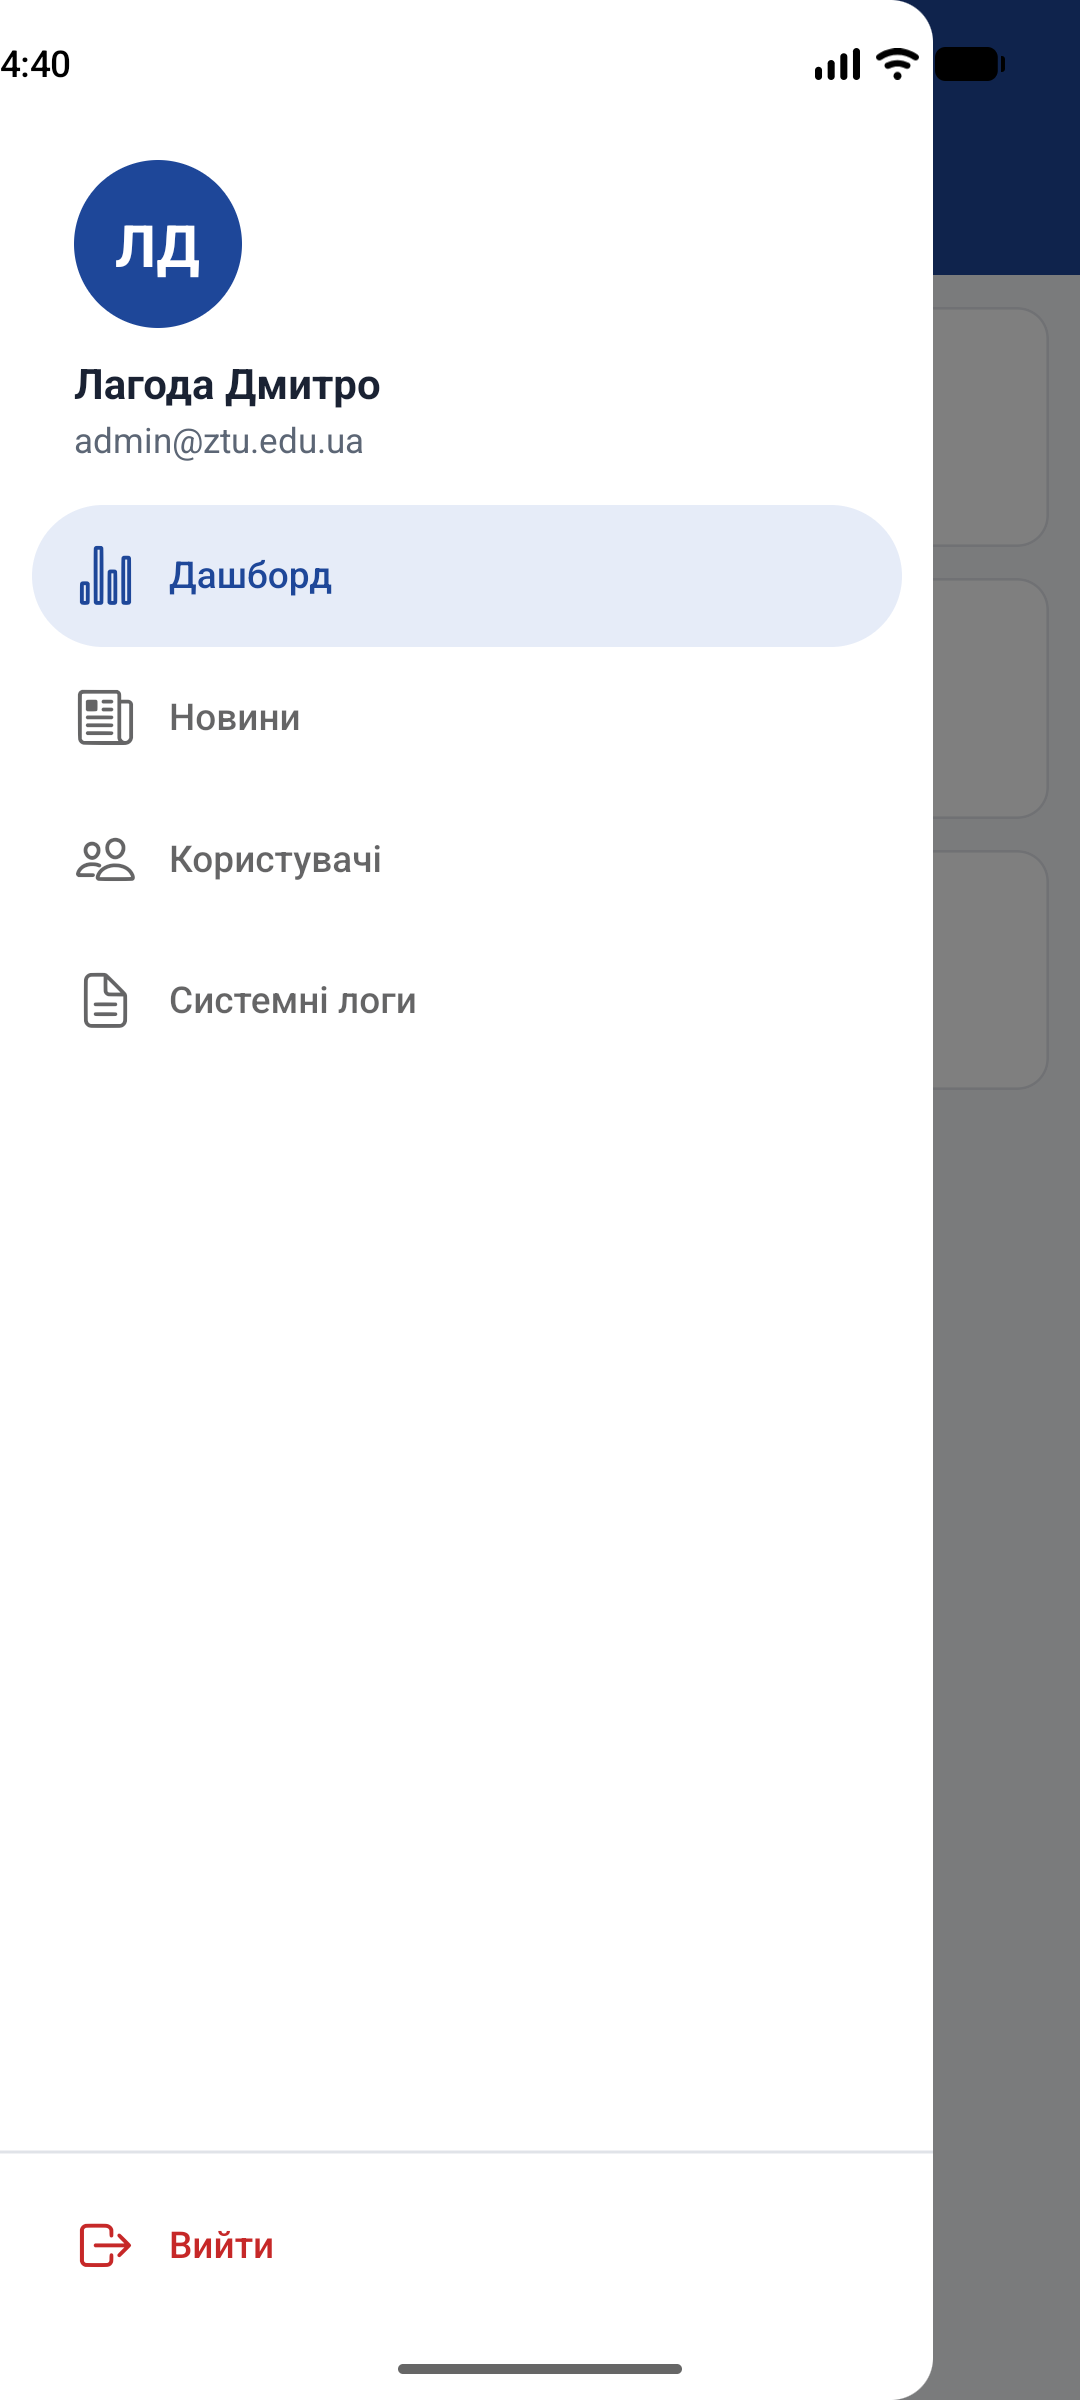 4:40
ЛД
Лагода Дмитро
admin@ztu.edu.ua
Дашборд
Новини
Користувачі
Системні логи
Вийти